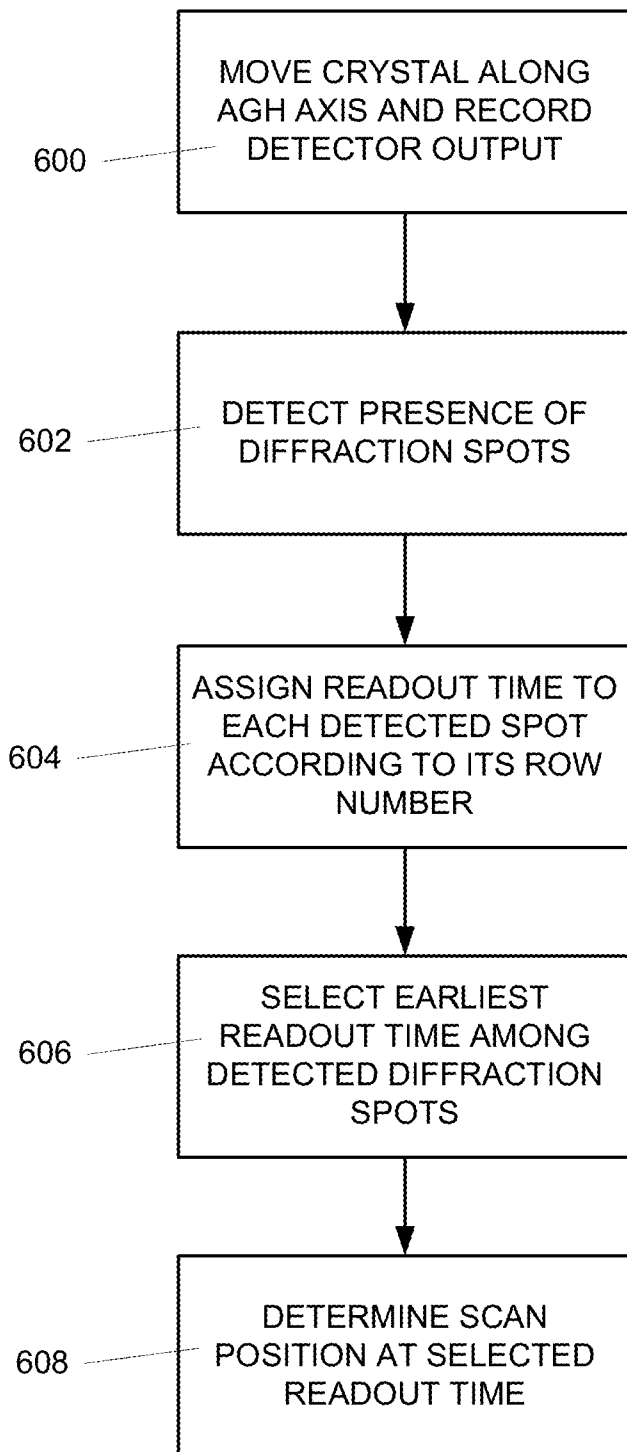 MOVE CRYSTAL ALONG
AGH AXIS AND RECORD
DETECTOR OUTPUT
600
DETECT PRESENCE OF
DIFFRACTION SPOTS
602
ASSIGN READOUT TIME TO
EACH DETECTED SPOT
ACCORDING TO ITS ROW
NUMBER
604
SELECT EARLIEST
READOUT TIME AMONG
DETECTED DIFFRACTION
SPOTS
606
DETERMINE SCAN
POSITION AT SELECTED
READOUT TIME
608